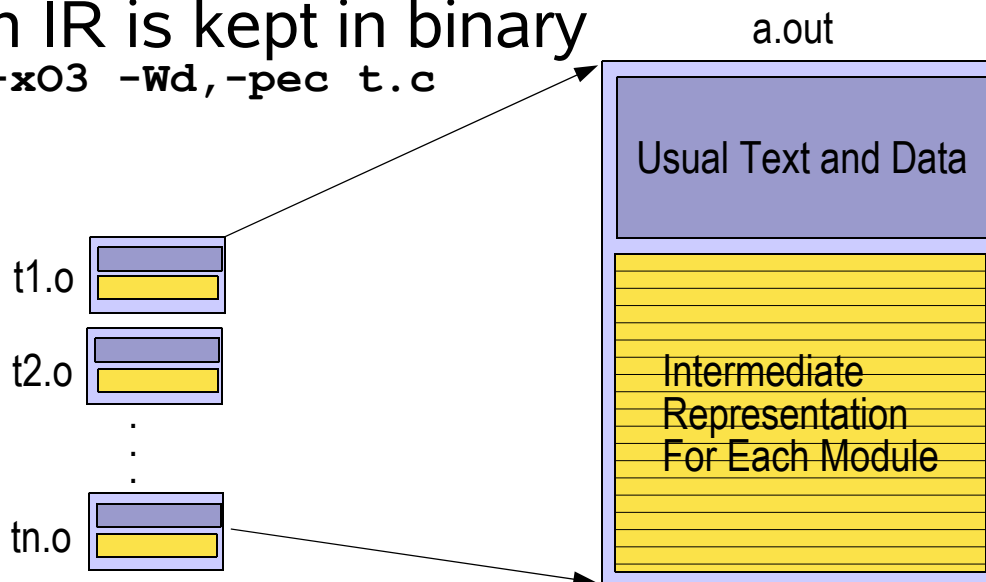 n IR is kept in binary
-xO3 -Wd,-pec t.c
a.out
Usual Text and Data
t1.o
t2.o
.
.
.
tn.o
Intermediate
Representation
For Each Module